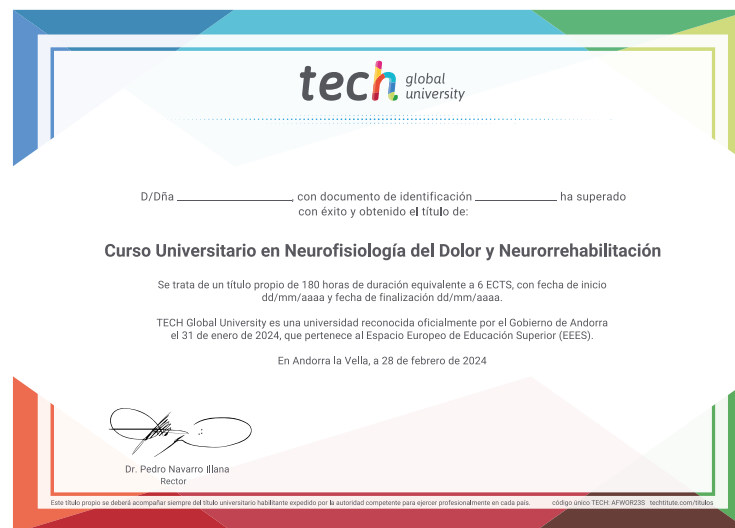 tech global university
D/Dña ____________, con documento de identificación ____________ ha superado
con éxito y obtenido el título de:
Curso Universitario en Neurofisiología del Dolor y Neurorrehabilitación
Se trata de un título propio de 180 horas de duración equivalente a 6 ECTS, con fecha de inicio
dd/mm/aaaa y fecha de finalización dd/mm/aaaa.
TECH Global University es una universidad reconocida oficialmente por el Gobierno de Andorra
el 31 de enero de 2024, que pertenece al Espacio Europeo de Educación Superior (EEES).
En Andorra la Vella, a 28 de febrero de 2024
Dr. Pedro Navarro Illana
Rector
Este título propio se deberá acompañar siempre del título universitario habilitante expedido por la autoridad competente para ejercer profesionalmente en cada país. código único TECH: AFWOR23S techtitute.com/titulos